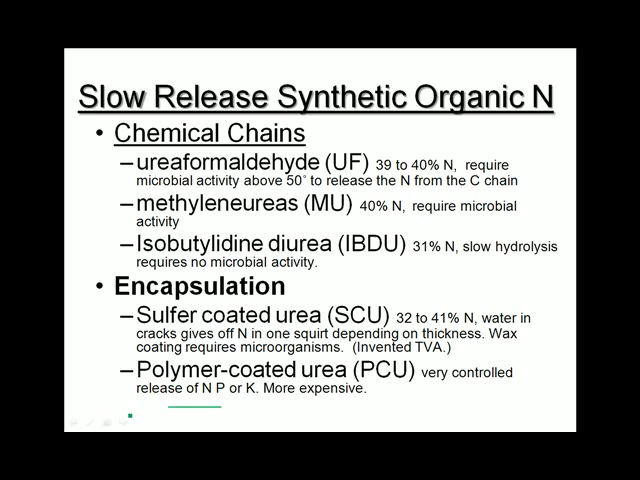 Slow Release Synthetic Organic N
• Chemical Chains
–ureaformaldehyde (UF) 39 to 40% N, require
microbial activity above 50˚ to release the N from the C chain
–methyleneureas (MU) 40% N, require microbial
activity
–Isobutylidine diurea (IBDU) 31% N, slow hydrolysis
requires no microbial activity.
• Encapsulation
–Sulfer coated urea (SCU) 32 to 41% N, water in
cracks gives off N in one squirt depending on thickness. Wax
coating requires microorganisms. (Invented TVA.)
–Polymer-coated urea (PCU) very controlled
release of N P or K. More expensive.